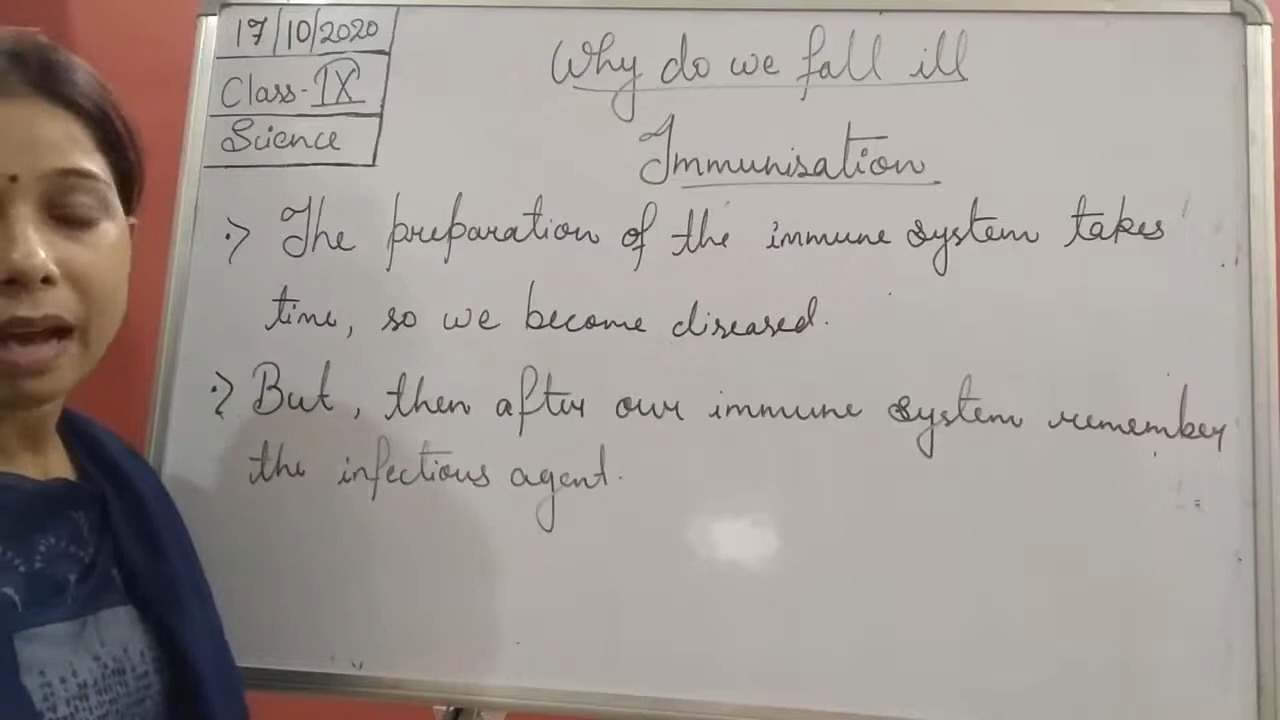 17/10/2020
Class-IX
Science
Why do we fall ill
Immunisation
:> The preparation of the immune system takes
time, so we become diseased.
:> But, then after our immune system remember
the infectious agent.